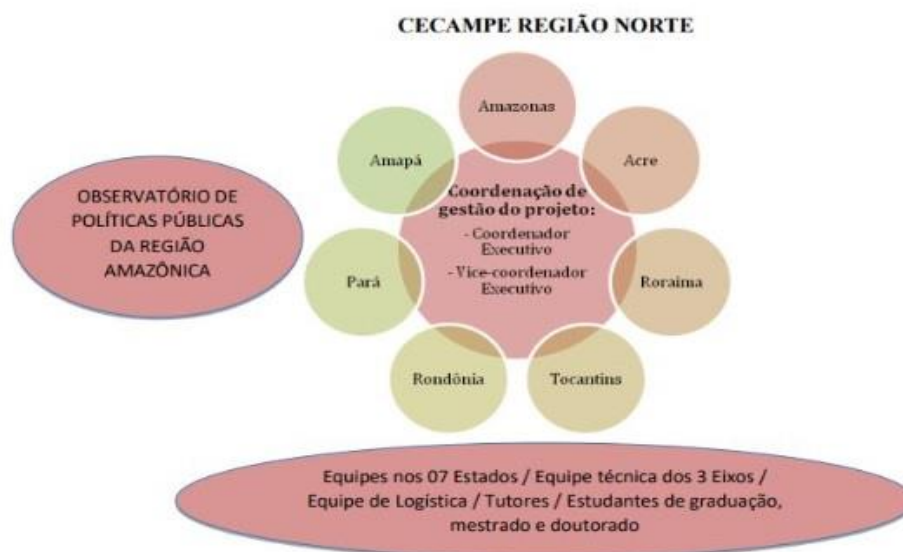 CECAMPE REGIÃO NORTE
Amazonas
Amapá
Acre
OBSERVATÓRIO DE
POLÍTICAS PÚBLICAS
DA REGIÃO
AMAZÔNICA
Coordenação de
gestão do projeto:
- Coordenador
Executivo
- Vice-coordenador
Executivo
Pará
Roraima
Rondônia
Tocantins
Equipes nos 07 Estados / Equipe técnica dos 3 Eixos /
Equipe de Logística / Tutores / Estudantes de graduação,
mestrado e doutorado